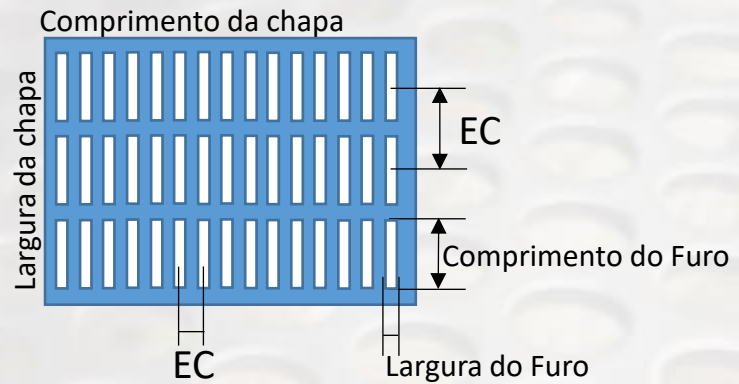 Comprimento da chapa
Largura da chapa
EC
Comprimento do Furo
EC
Largura do Furo